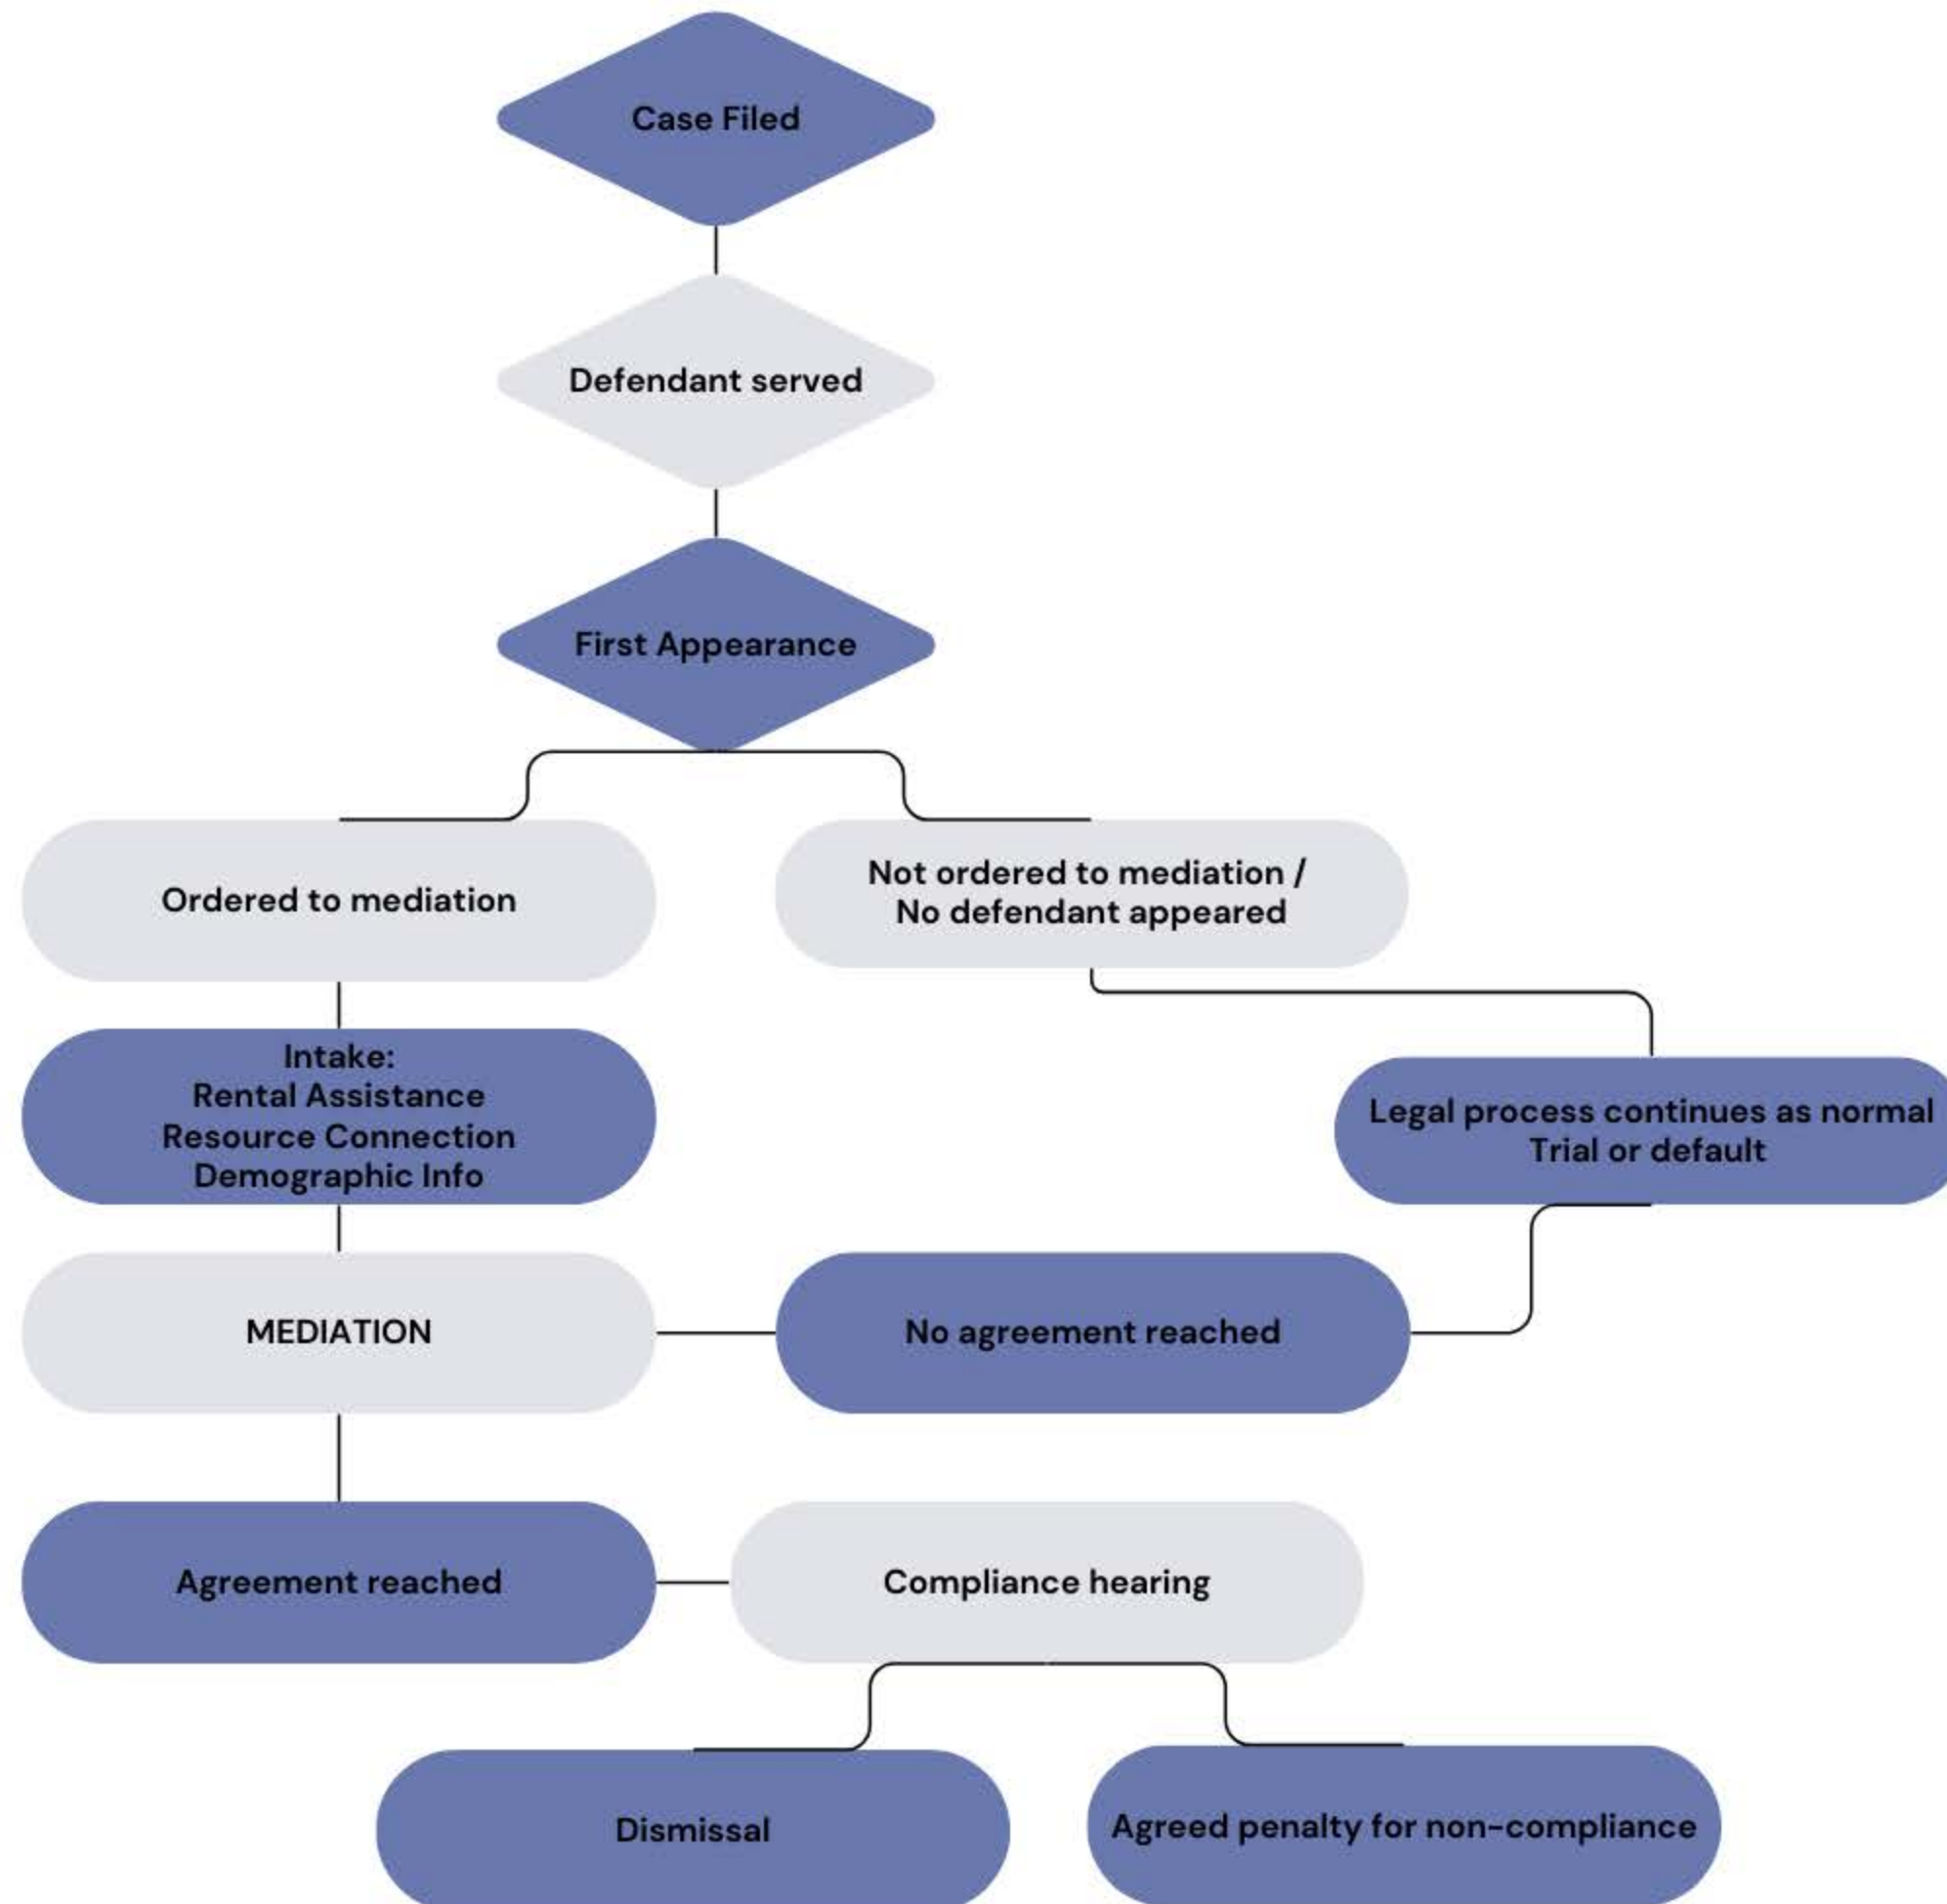 Case Filed
Defendant served
First Appearance
Ordered to mediation
Not ordered to mediation /
No defendant appeared
Intake:
Rental Assistance
Resource Connection
Demographic Info
Legal process continues as normal
Trial or default
MEDIATION
No agreement reached
Agreement reached
Compliance hearing
Dismissal
Agreed penalty for non-compliance